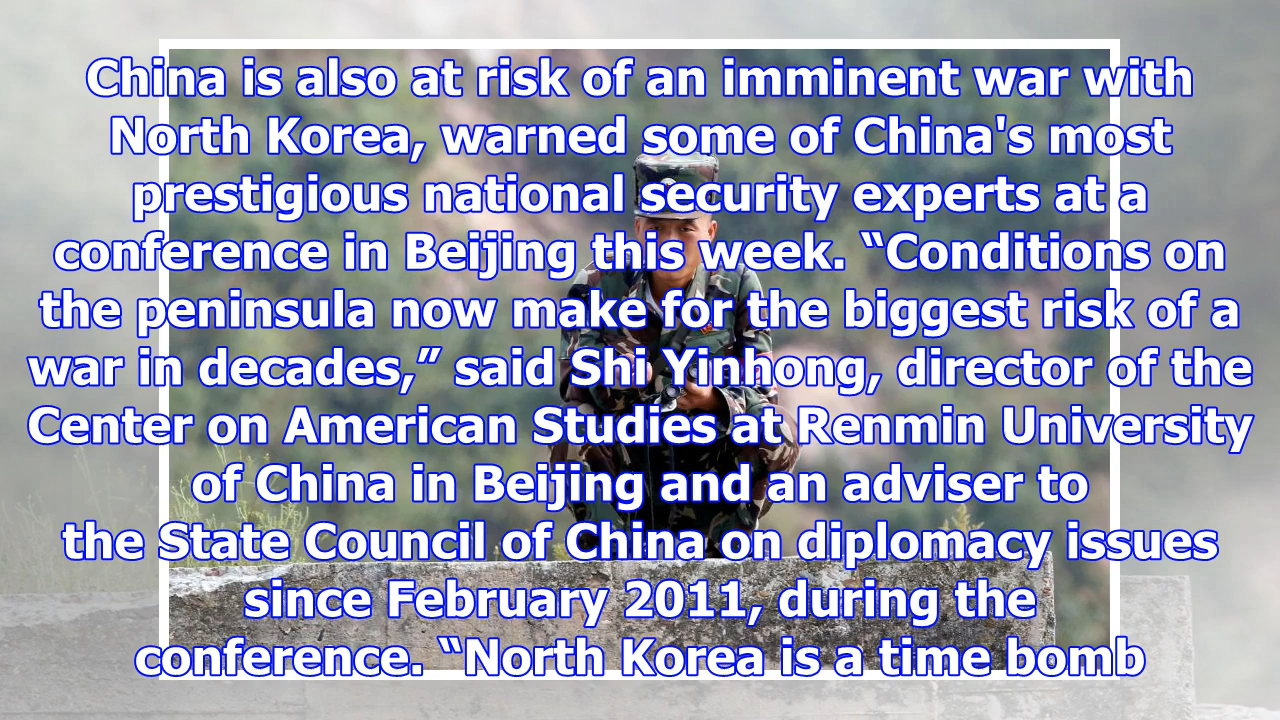 China is also at risk of an imminent war with
North Korea, warned some of China's most
prestigious national security experts at a
conference in Beijing this week. “Conditions on
the peninsula now make for the biggest risk of a
war in decades,” said Shi Yinhong, director of the
Center on American Studies at Renmin University
of China in Beijing and an adviser to
the State Council of China on diplomacy issues
since February 2011, during the
conference. “North Korea is a time bomb